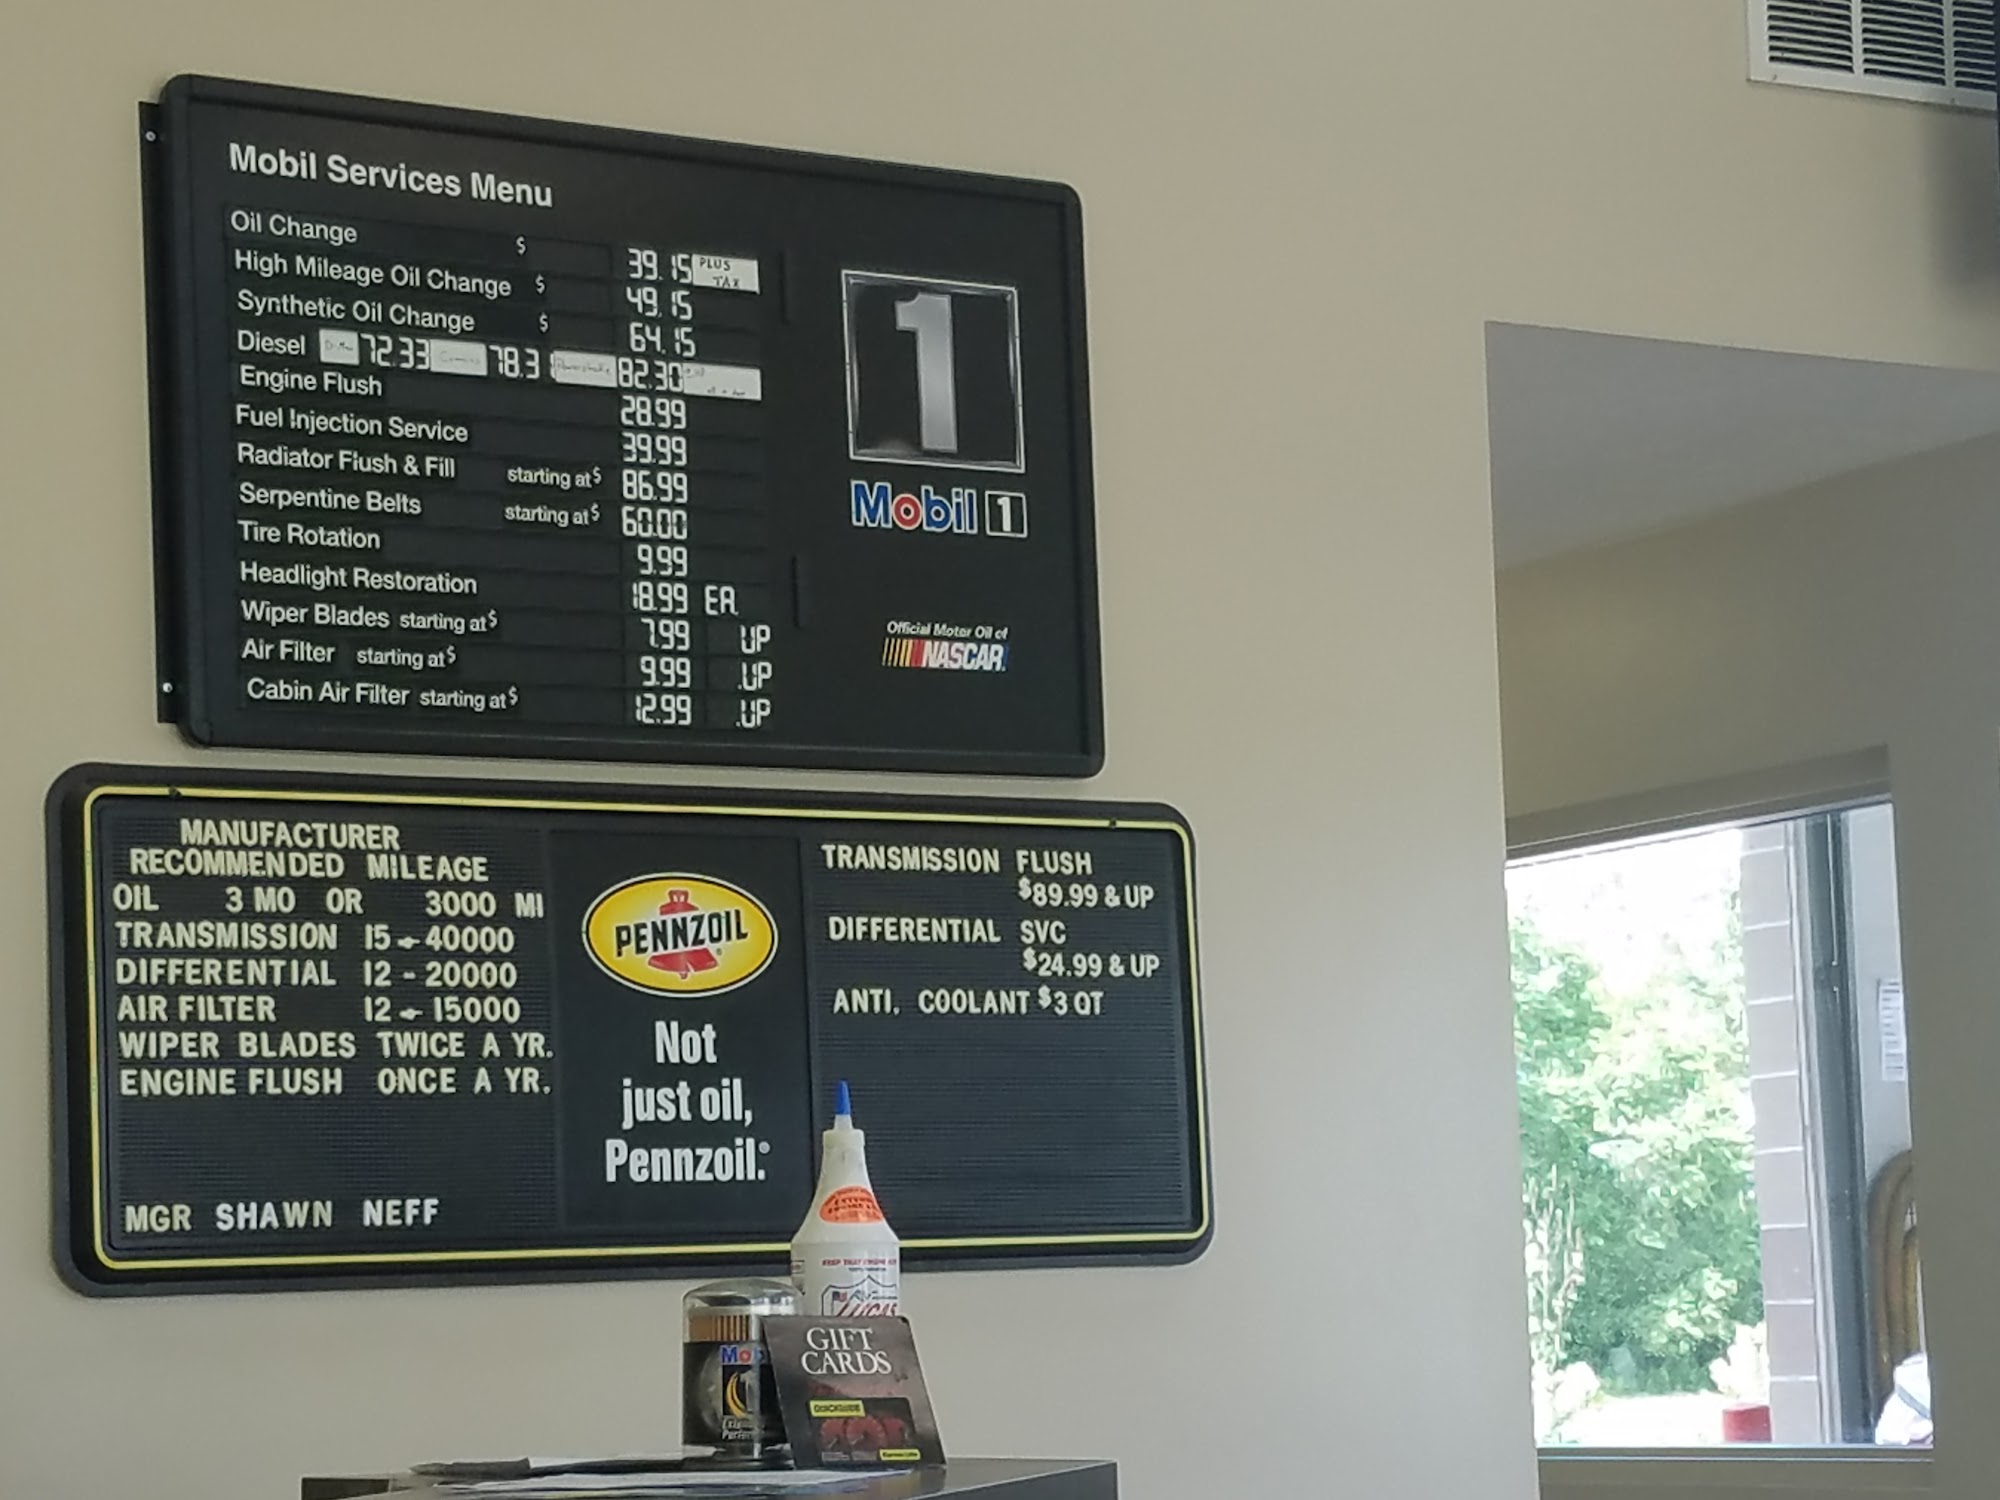 Mobil Services Menu
Oil Change $ 39.15 PLUS TAX
High Mileage Oil Change $ 49.15
Synthetic Oil Change $ 64.15
Diesel 72.33 78.3 82.30
Engine Flush 28.99
Fuel Injection Service 39.99
Radiator Flush & Fill starting at $ 86.99
Serpentine Belts starting at $ 60.00
Tire Rotation 9.99
Headlight Restoration 18.99 EA.
Wiper Blades starting at $ 7.99 UP
Air Filter starting at $ 9.99 .UP
Cabin Air Filter starting at $ 12.99 .UP
1
Mobil 1
Official Motor Oil of
NASCAR
MANUFACTURER
RECOMMENDED MILEAGE
OIL 3 MO OR 3000 MI
TRANSMISSION 15 - 40000
DIFFERENTIAL 12 - 20000
AIR FILTER 12 - 15000
WIPER BLADES TWICE A YR.
ENGINE FLUSH ONCE A YR.
MGR SHAWN NEFF
PENNZOIL
Not
just oil,
Pennzoil.®
TRANSMISSION FLUSH
$89.99 & UP
DIFFERENTIAL SVC
$24.99 & UP
ANTI. COOLANT $3 QT
LUCAS
Mobil
GIFT
CARDS